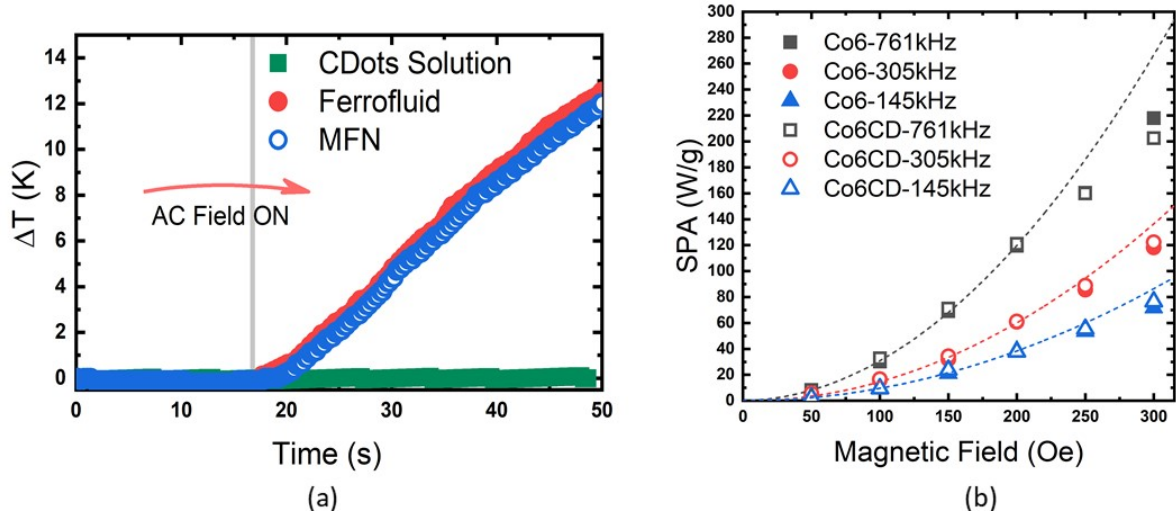 14
12
10
8
6
4
2
0
ΔT (K)
CDots Solution
Ferrofluid
MFN
AC Field ON
0 10 20 30 40 50
Time (s)
(a)
300
280
260
240
220
200
180
160
140
120
100
80
60
40
20
0
SPA (W/g)
Co6-761kHz
Co6-305kHz
Co6-145kHz
Co6CD-761kHz
Co6CD-305kHz
Co6CD-145kHz
0 50 100 150 200 250 300
Magnetic Field (Oe)
(b)